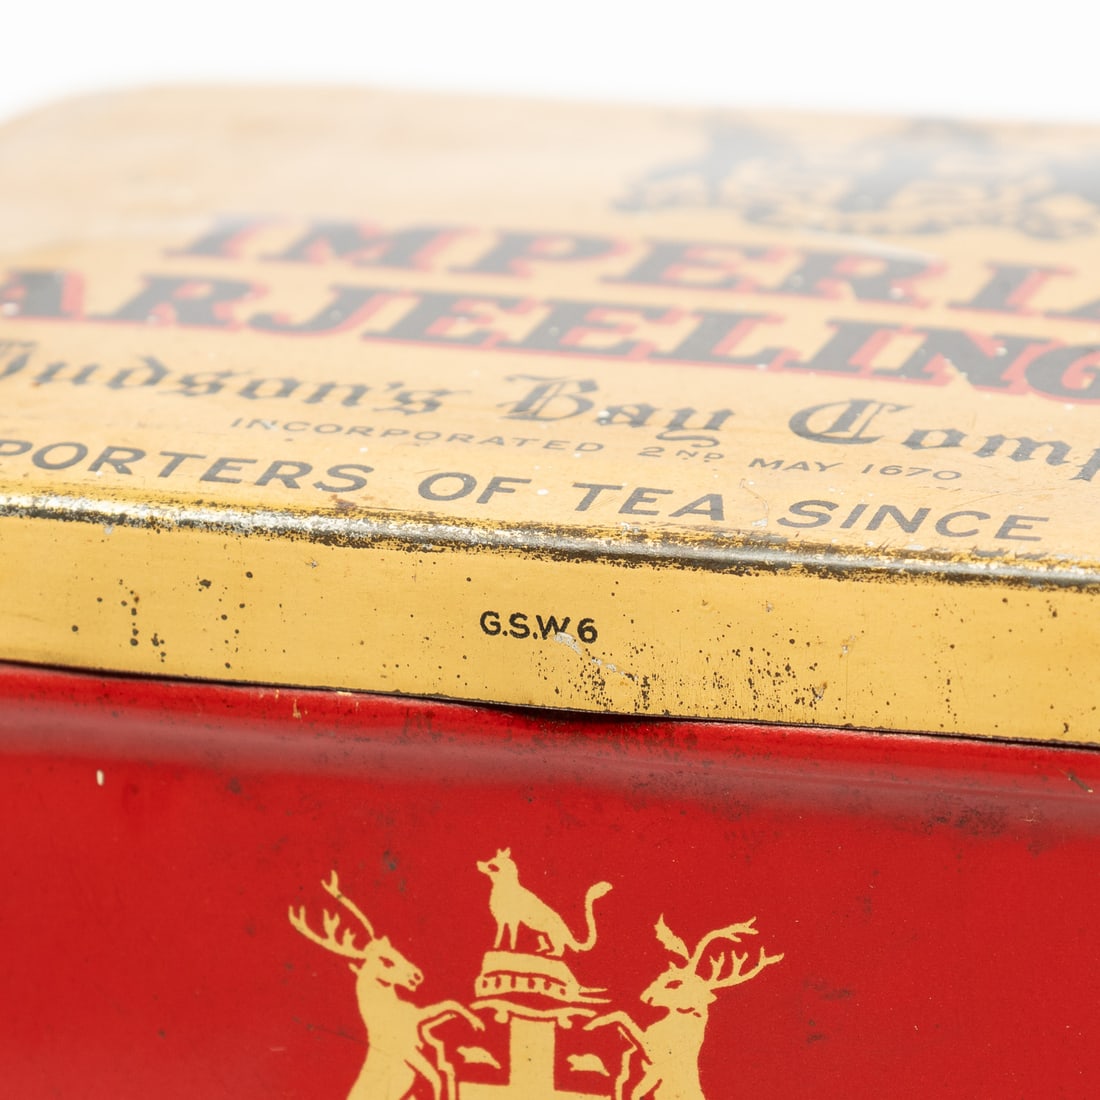 IMPERIA
ARJEELING
Hudson's Bay Comp
INCORPORATED 2ND MAY 1670
PORTERS OF TEA SINCE
G.S.W.6